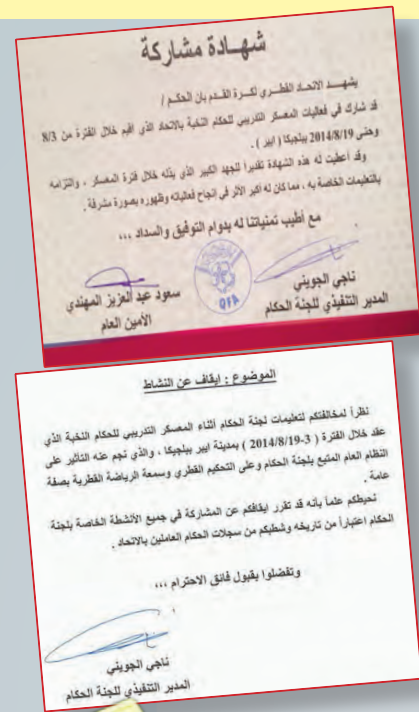 شهادة مشاركة
يشهد الاتحاد القطري لكرة القدم بان الحكم /
قد شارك في فعاليات المعسكر التدريبي للحكام النخبة بالاتحاد الذي اقيم خلال الفترة من 8/3
وحتى 2014/8/19 ببلجيكا ( ايبر ) .
وقد أعطيت له هذه الشهادة تقديراً للجهد الكبير الذي بذله خلال فترة المعسكر ، والتزامه
بالتعليمات الخاصة به ، مما كان له أكبر الأثر في انجاح فعالياته وظهوره بصورة مشرفة .
مع أطيب تمنياتنا له بدوام التوفيق والسداد ،،،
ناجي الجويني
المدير التنفيذي للجنة الحكام
سعود عبد العزيز المهندي
الأمين العام
QFA
الموضوع : إيقاف عن النشاط
نظراً لمخالفتكم لتعليمات لجنة الحكام أثناء المعسكر التدريبي للحكام النخبة الذي
عقد خلال الفترة ( 3-2014/8/19 ) بمدينة ايبر ببلجيكا ، والذي نجم عنه التأثير على
النظام العام المتبع بلجنة الحكام وعلى التحكيم القطري وسمعة الرياضة القطرية بصفة
عامة .
نحيطكم علماً بأنه قد تقرر ايقافكم عن المشاركة في جميع الأنشطة الخاصة بلجنة
الحكام اعتباراً من تاريخه وشطبكم من سجلات الحكام العاملين بالاتحاد .
وتفضلوا بقبول فائق الاحترام ،،،
ناجي الجويني
المدير التنفيذي للجنة الحكام